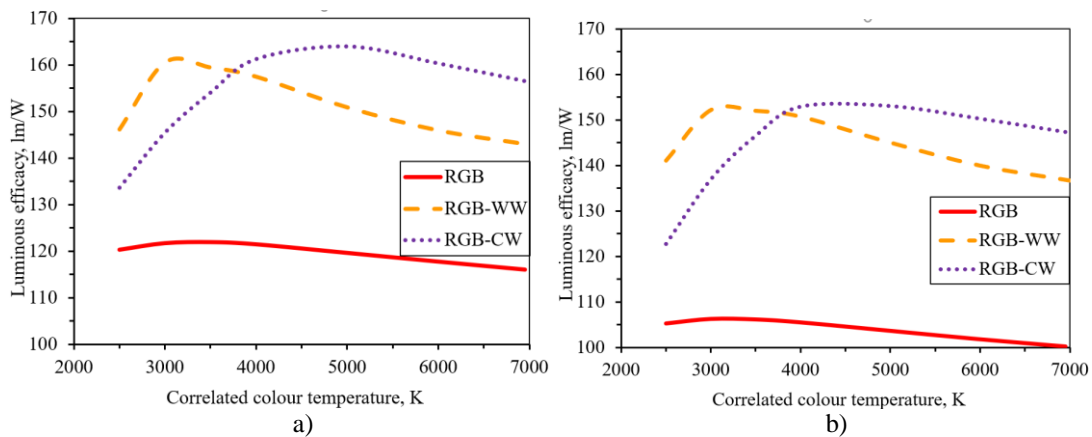 170
160
150
140
130
120
110
100
Luminous efficacy, lm/W
RGB
RGB-WW
RGB-CW
2000 3000 4000 5000 6000 7000
Correlated colour temperature, K
a)
170
160
150
140
130
120
110
100
Luminous efficacy, lm/W
RGB
RGB-WW
RGB-CW
2000 3000 4000 5000 6000 7000
Correlated colour temperature, K
b)